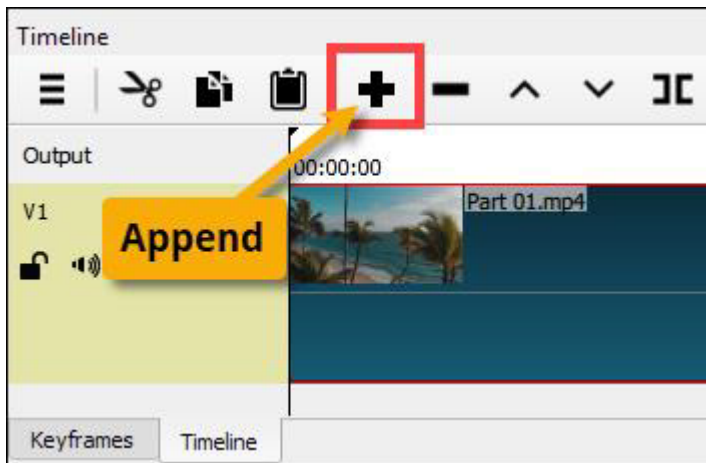 Timeline
Output
00:00:00
V1
Part 01.mp4
Append
Keyframes
Timeline